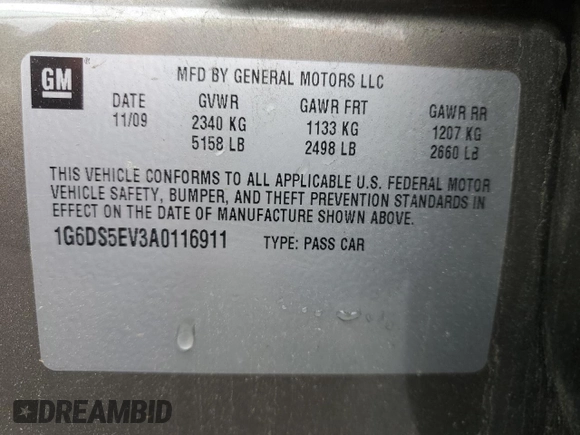 GM
MFD BY GENERAL MOTORS LLC
DATE GVWR GAWR FRT GAWR RR
11/09 2340 KG 1133 KG 1207 KG
5158 LB 2498 LB 2660 LB
THIS VEHICLE CONFORMS TO ALL APPLICABLE U.S. FEDERAL MOTOR
VEHICLE SAFETY, BUMPER, AND THEFT PREVENTION STANDARDS IN
EFFECT ON THE DATE OF MANUFACTURE SHOWN ABOVE.
1G6DS5EV3A0116911 TYPE: PASS CAR
DREAMBID